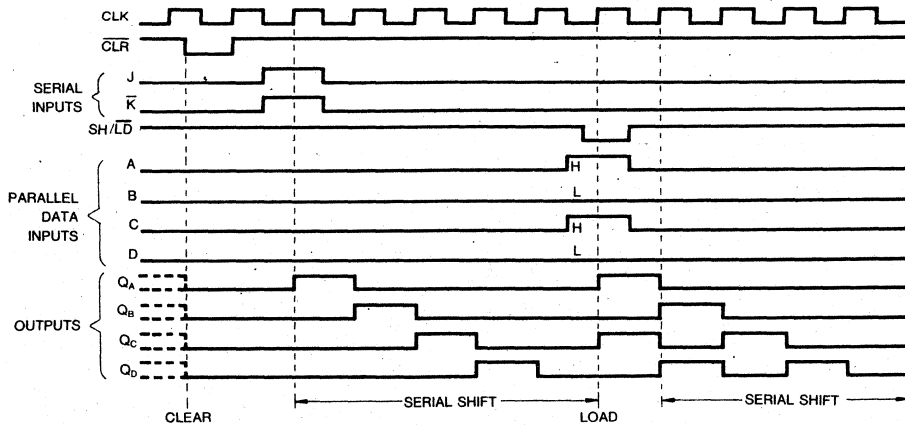 CLK
CLR
SERIAL
INPUTS
J
K
SH/LD
PARALLEL
DATA
INPUTS
A H
B L
C H
D L
OUTPUTS
QA
QB
QC
QD
CLEAR
SERIAL SHIFT
LOAD
SERIAL SHIFT